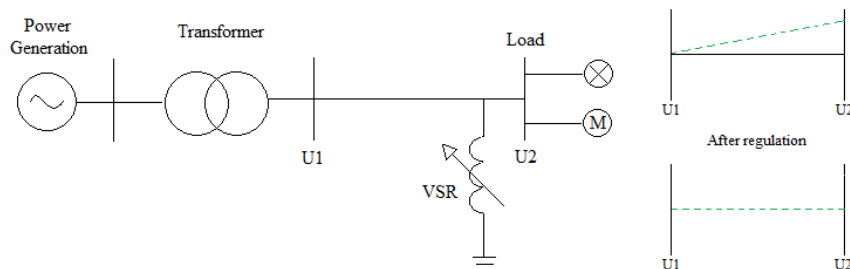 Power
Generation
Transformer
Load
M
U1
U2
VSR
U1
U2
After regulation
U1
U2